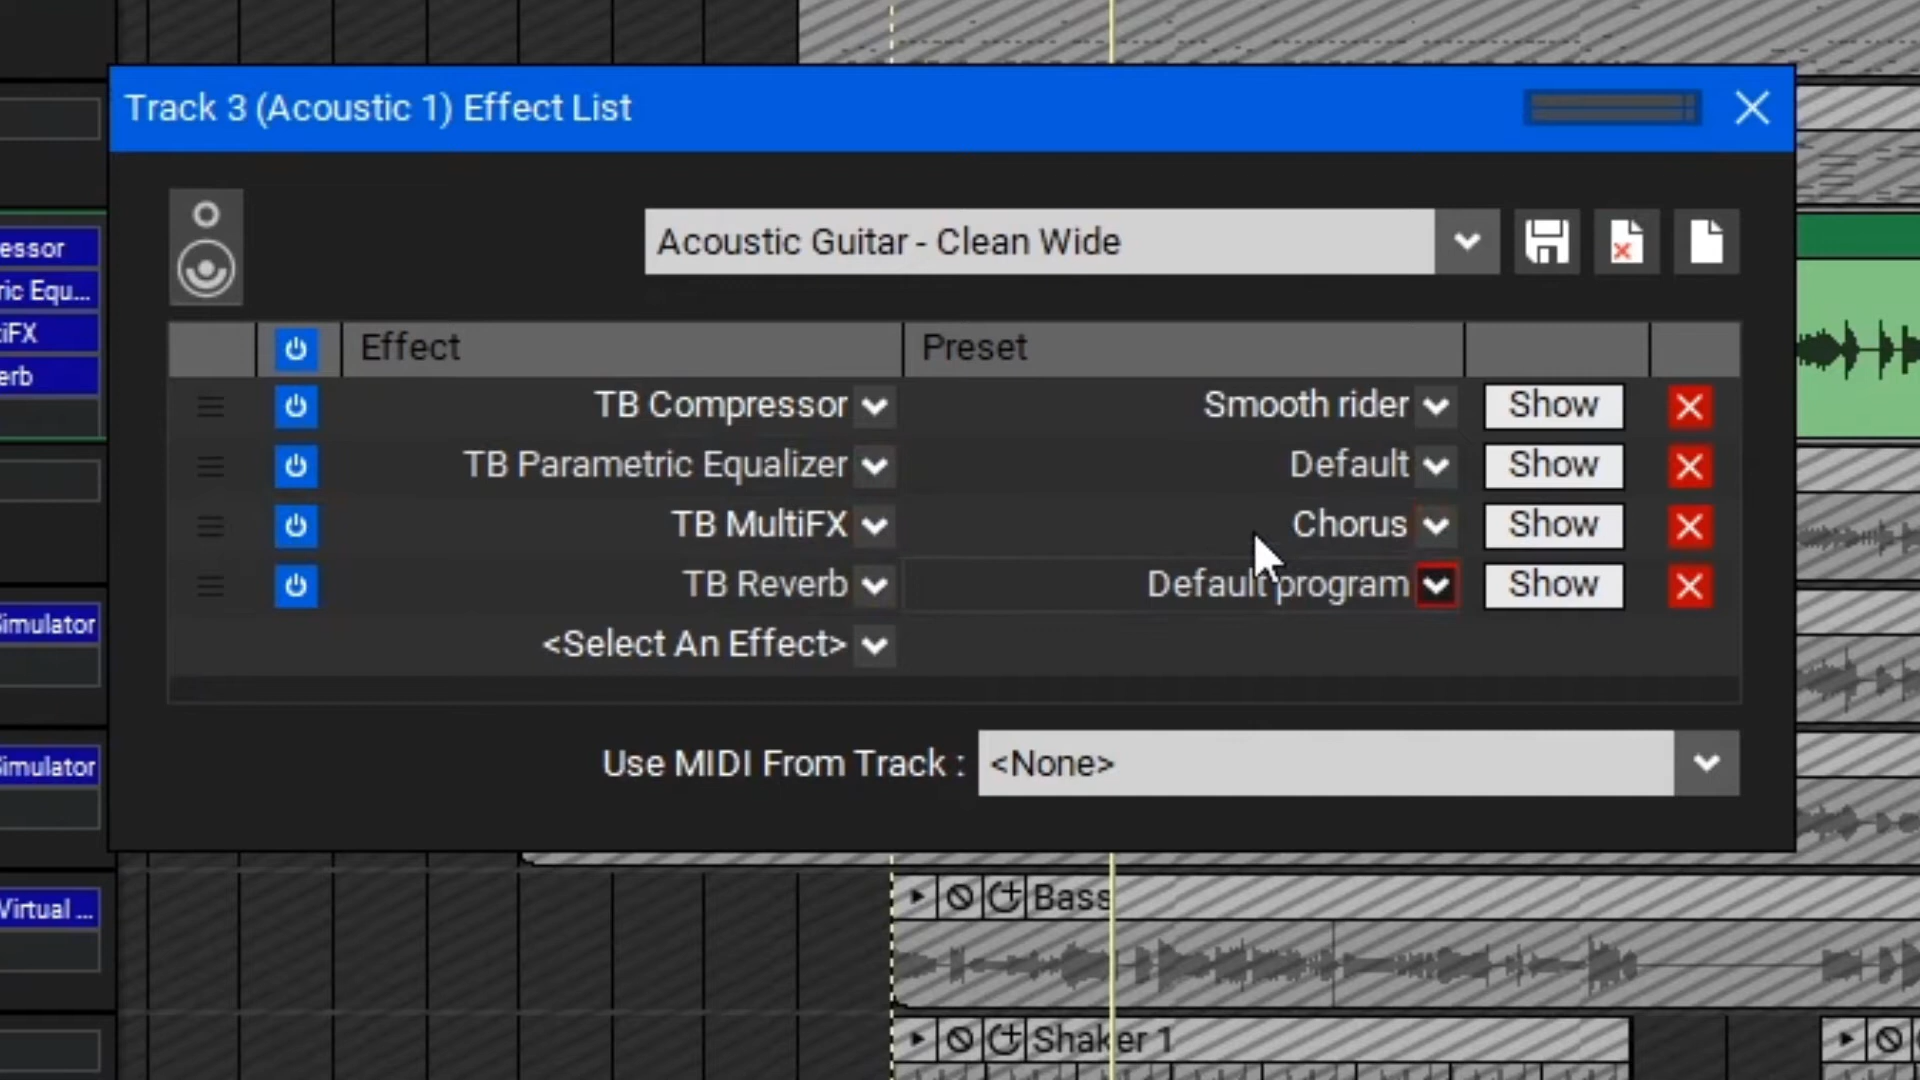 Track 3 (Acoustic 1) Effect List
Acoustic Guitar - Clean Wide
essor
ric Equ...
iFX
erb
Effect Preset
TB Compressor Smooth rider Show
TB Parametric Equalizer Default Show
TB MultiFX Chorus Show
TB Reverb Default program Show
<Select An Effect>
Simulator
Use MIDI From Track : <None>
Simulator
Virtual ...
Bass
Shaker 1